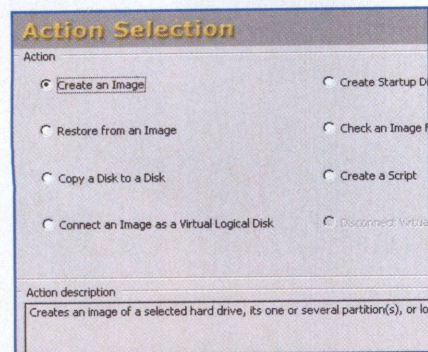 Action Selection
Action
Create an Image
Create Startup
Restore from an Image
Check an Image
Copy a Disk to a Disk
Create a Script
Connect an Image as a Virtual Logical Disk
Disconnect
Action description
Creates an image of a selected hard drive, its one or several partition(s), or